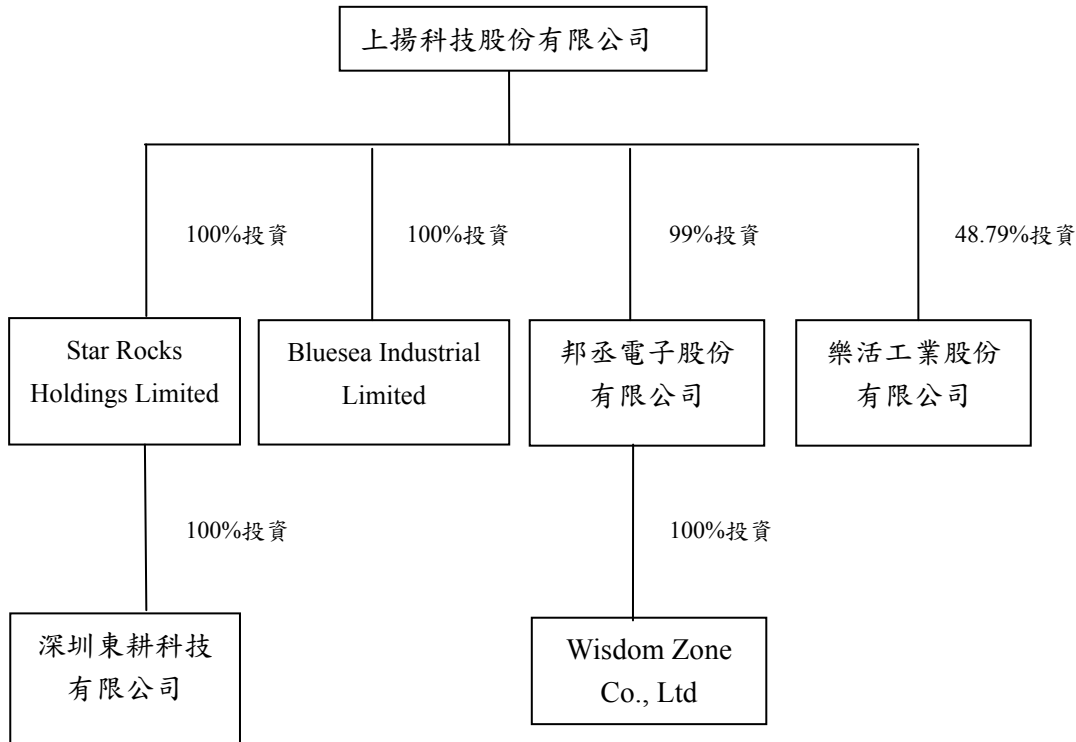 上揚科技股份有限公司
100%投資
100%投資
99%投資
48.79%投資
Star Rocks
Holdings Limited
Bluesea Industrial
Limited
邦丞電子股份
有限公司
樂活工業股份
有限公司
100%投資
100%投資
深圳東耕科技
有限公司
Wisdom Zone
Co., Ltd